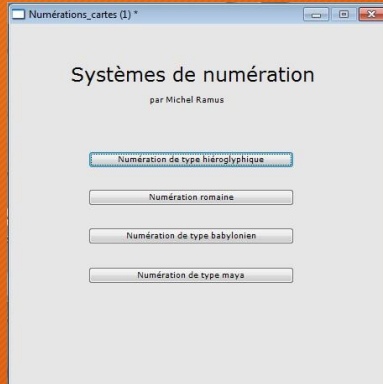 Numérations_cartes (1) *
Systèmes de numération
par Michel Ramus
Numération de type hiéroglyphique
Numération romaine
Numération de type babylonien
Numération de type maya